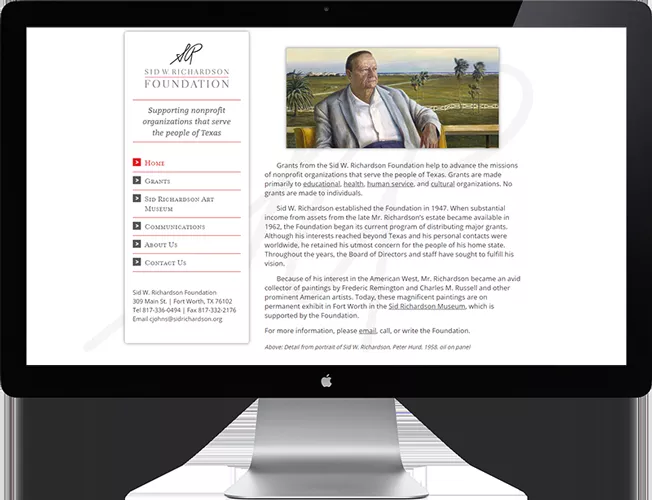 SID W. RICHARDSON
FOUNDATION
Supporting nonprofit
organizations that serve
the people of Texas
Home
Grants
Sid Richardson Art
Museum
Communications
About Us
Contact Us
Sid W. Richardson Foundation
309 Main St. | Fort Worth, TX 76102
Tel 817-336-0494 | Fax 817-332-2176
Email cjohns@sidrichardson.org
Grants from the Sid W. Richardson Foundation help to advance the missions
of nonprofit organizations that serve the people of Texas. Grants are made
primarily to educational, health, human service, and cultural organizations. No
grants are made to individuals.
Sid W. Richardson established the Foundation in 1947. When substantial
income from assets from the late Mr. Richardson's estate became available in
1962, the Foundation began its current program of distributing major grants.
Although his interests reached beyond Texas and his personal contacts were
worldwide, he retained his utmost concern for the people of his home state.
Throughout the years, the Board of Directors and staff have sought to fulfill his
vision.
Because of his interest in the American West, Mr. Richardson became an avid
collector of paintings by Frederic Remington and Charles M. Russell and other
prominent American artists. Today, these magnificent paintings are on
permanent exhibit in Fort Worth in the Sid Richardson Museum, which is
supported by the Foundation.
For more information, please email, call, or write the Foundation.
Above: Detail from portrait of Sid W. Richardson, Peter Hurd, 1958, oil on panel